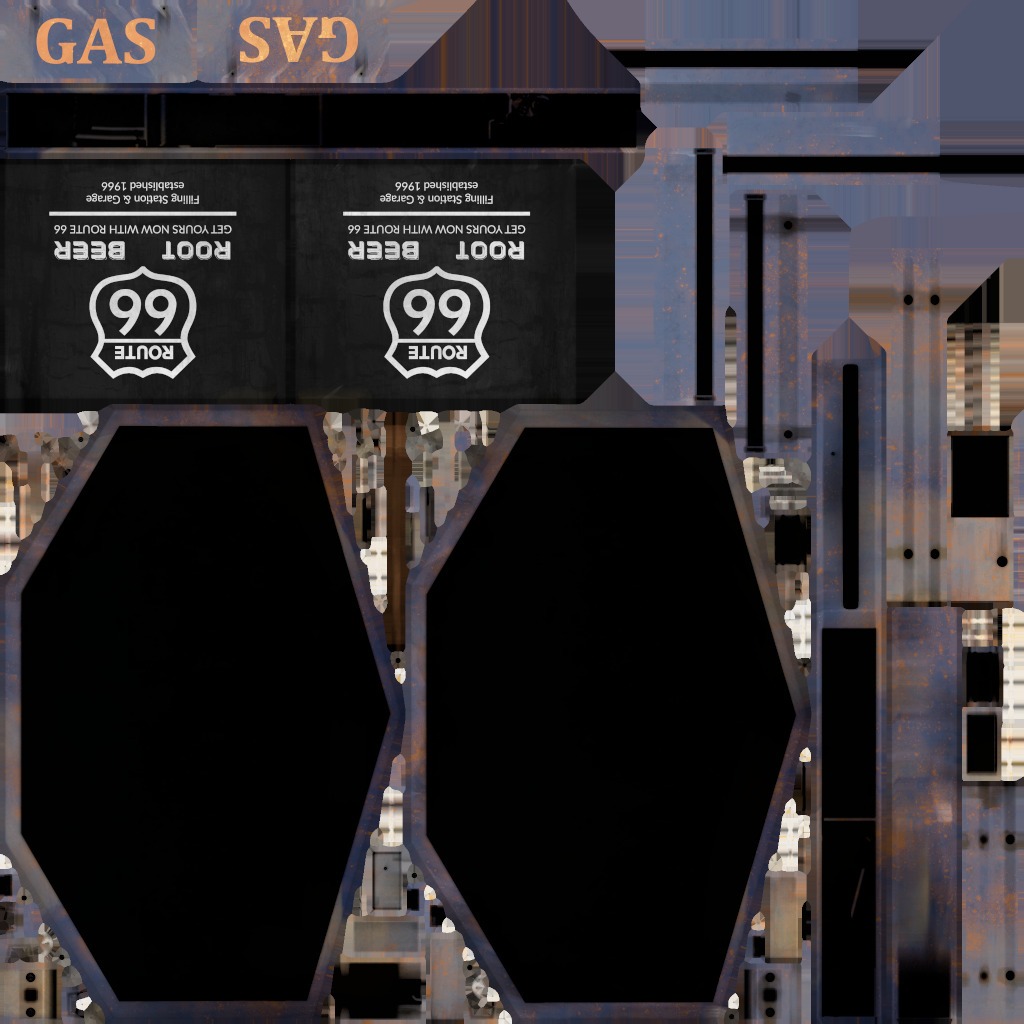 GAS
GAS
ROUTE
66
ROOT BEER
GET YOURS NOW WITH ROUTE 66
Filling Station & Garage
established 1966
ROUTE
66
ROOT BEER
GET YOURS NOW WITH ROUTE 66
Filling Station & Garage
established 1966